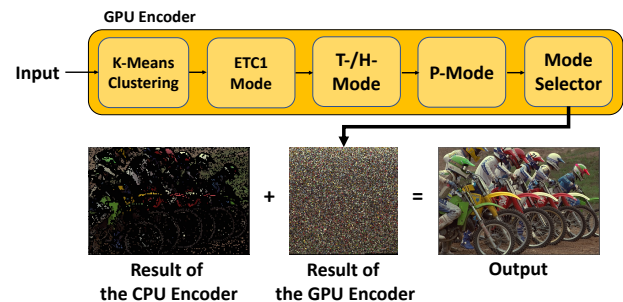 GPU Encoder
Input
K-Means
Clustering
ETC1
Mode
T-/H-
Mode
P-Mode
Mode
Selector
+
=
Result of
the CPU Encoder
Result of
the GPU Encoder
Output